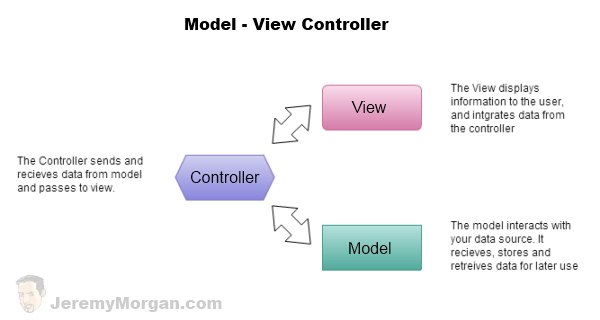 Model - View Controller
View
The View displays
information to the user,
and intgrates data from
the controller
The Controller sends and
recieves data from model
and passes to view.
Controller
Model
The model interacts with
your data source. It
recieves, stores and
retreives data for later use
JeremyMorgan.com